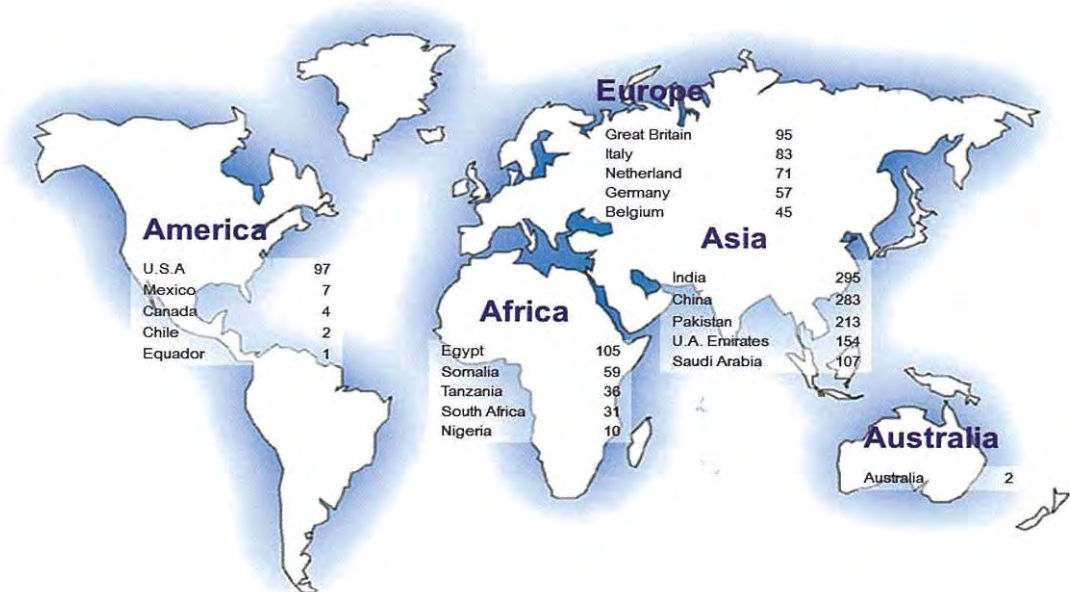 Europe
Great Britain 95
Italy 83
Netherland 71
Germany 57
Belgium 45
America
U.S.A 97
Mexico 7
Canada 4
Chile 2
Equador 1
Asia
India 295
China 283
Pakistan 213
U.A. Emirates 154
Saudi Arabia 107
Africa
Egypt 105
Somalia 59
Tanzania 36
South Africa 31
Nigeria 10
Australia
Australia 2